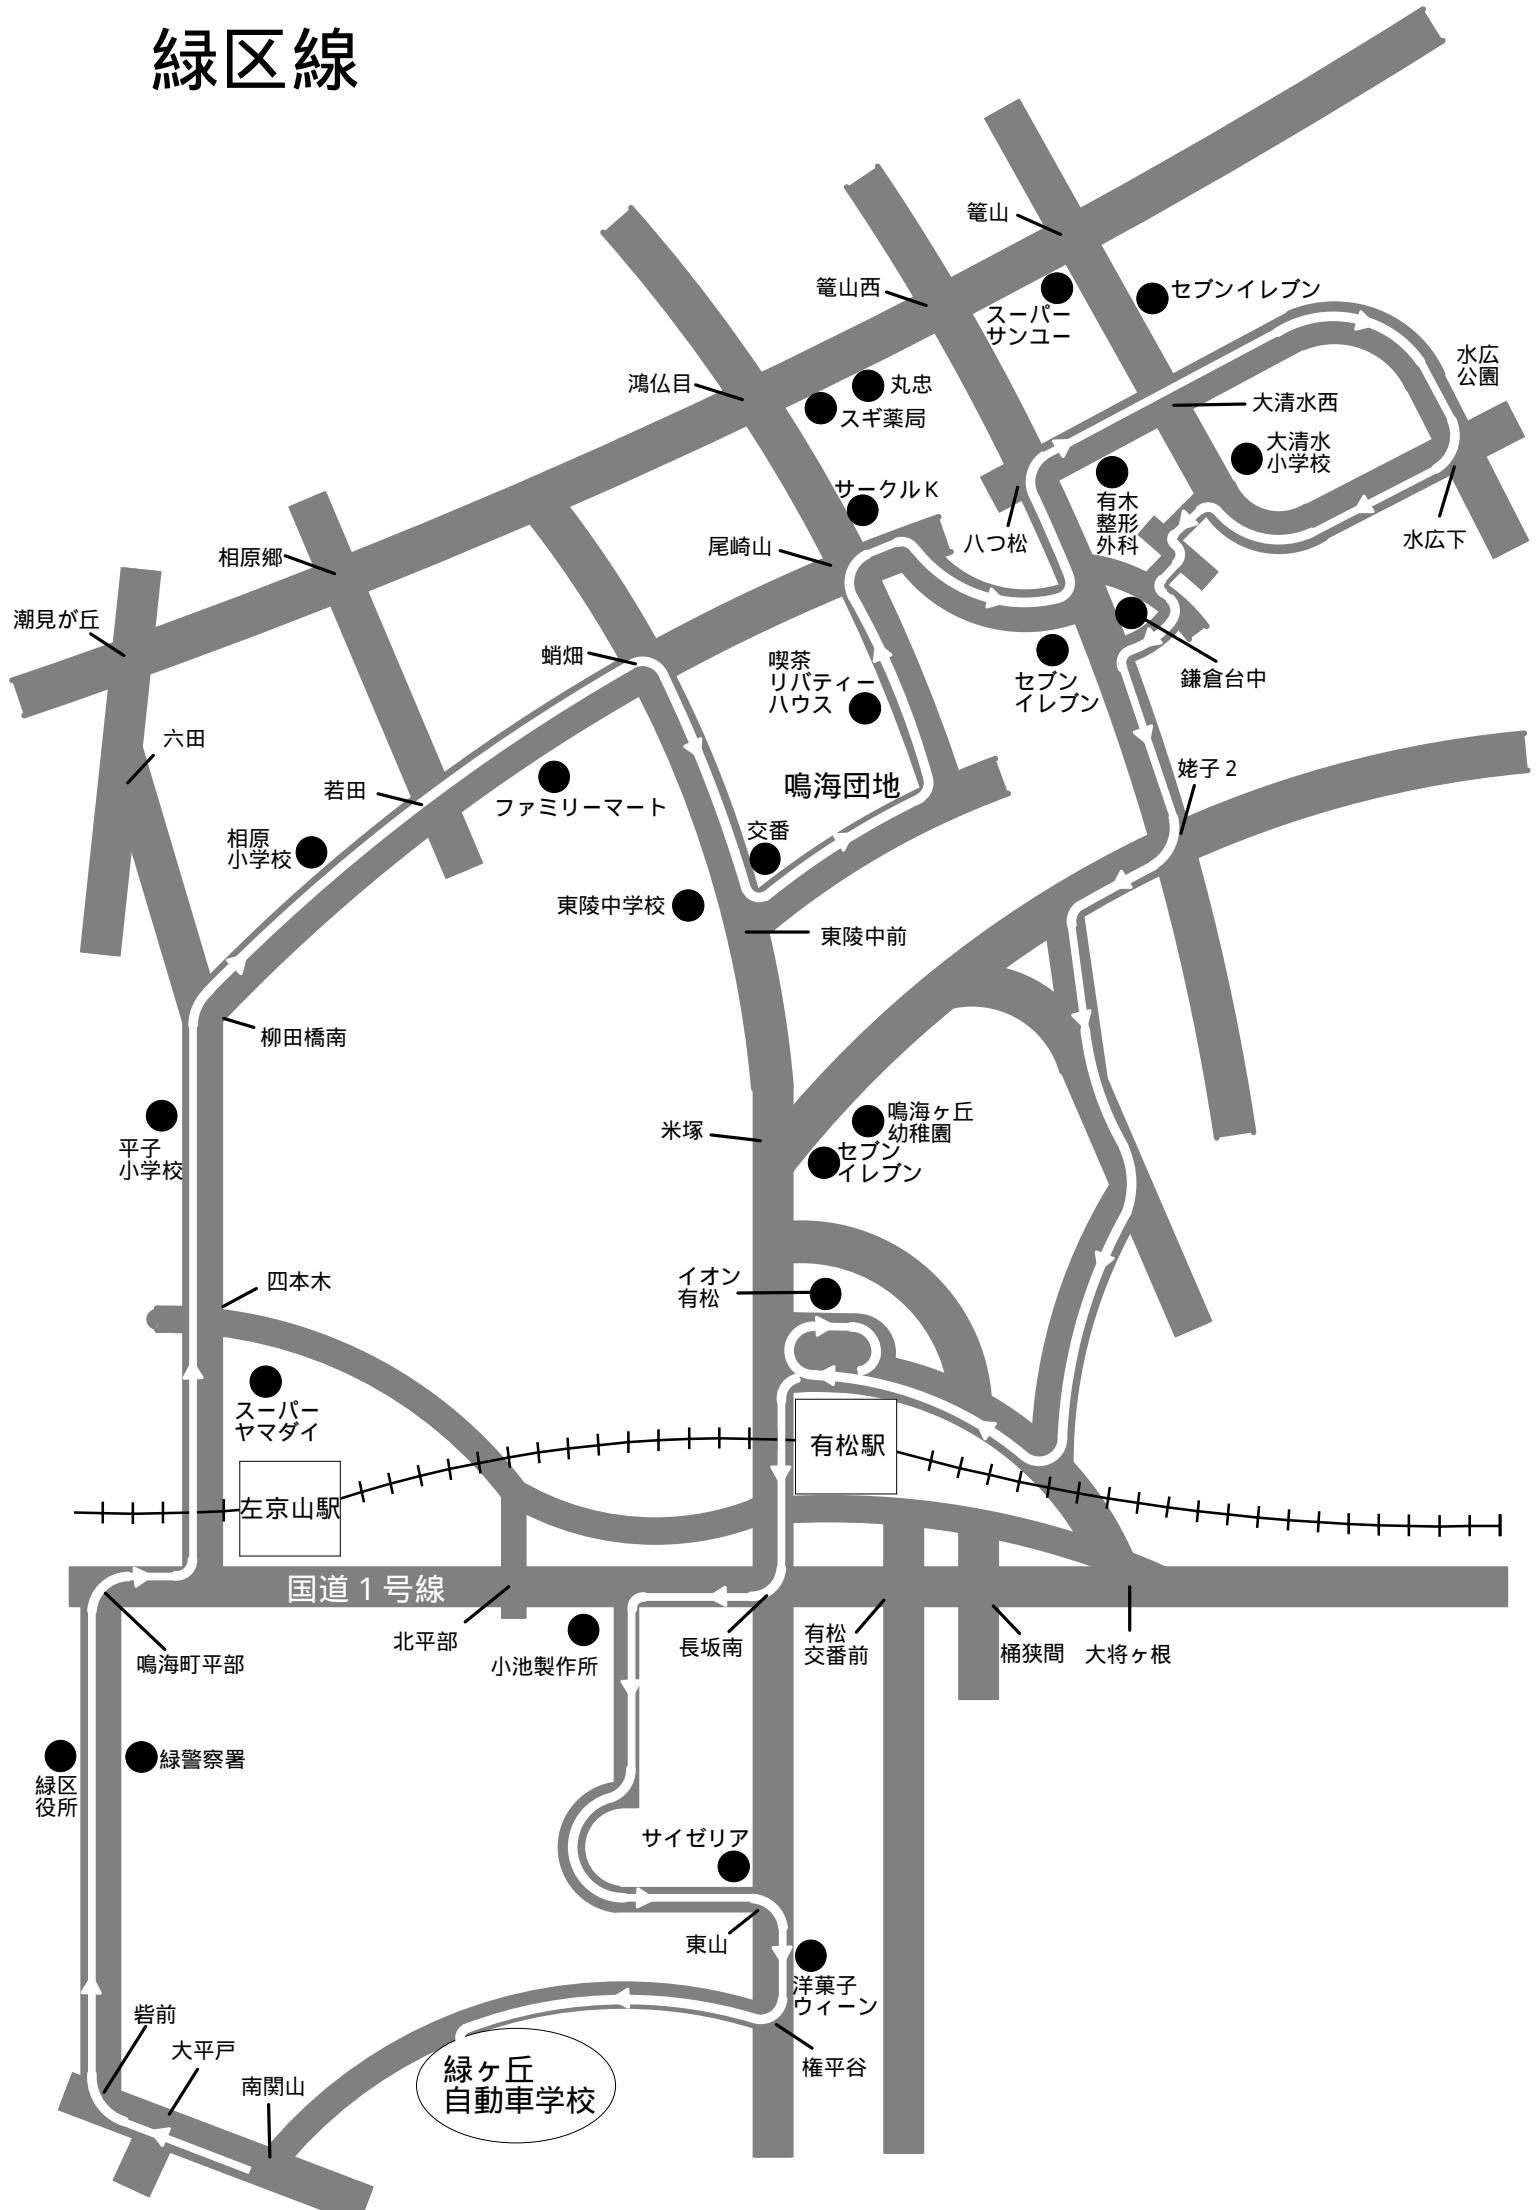 緑区線
篭山
篭山西
セブンイレブン
スーパー
サンユー
水広
公園
鴻仏目
丸忠
スギ薬局
大清水西
大清水
小学校
サークルＫ
有木
整形
外科
水広下
尾崎山
八つ松
相原郷
潮見が丘
蛸畑
喫茶
リバティー
ハウス
セブン
イレブン
鎌倉台中
六田
姥子２
若田
ファミリーマート
鳴海団地
相原
小学校
交番
東陵中学校
東陵中前
柳田橋南
平子
小学校
米塚
鳴海ヶ丘
幼稚園
セブン
イレブン
四本木
イオン
有松
スーパー
ヤマダイ
有松駅
左京山駅
国道１号線
北平部
小池製作所
長坂南
有松
交番前
桶狭間
大将ヶ根
鳴海町平部
緑区
役所
緑警察署
サイゼリア
東山
洋菓子
ウィーン
砦前
大平戸
南関山
権平谷
緑ヶ丘
自動車学校